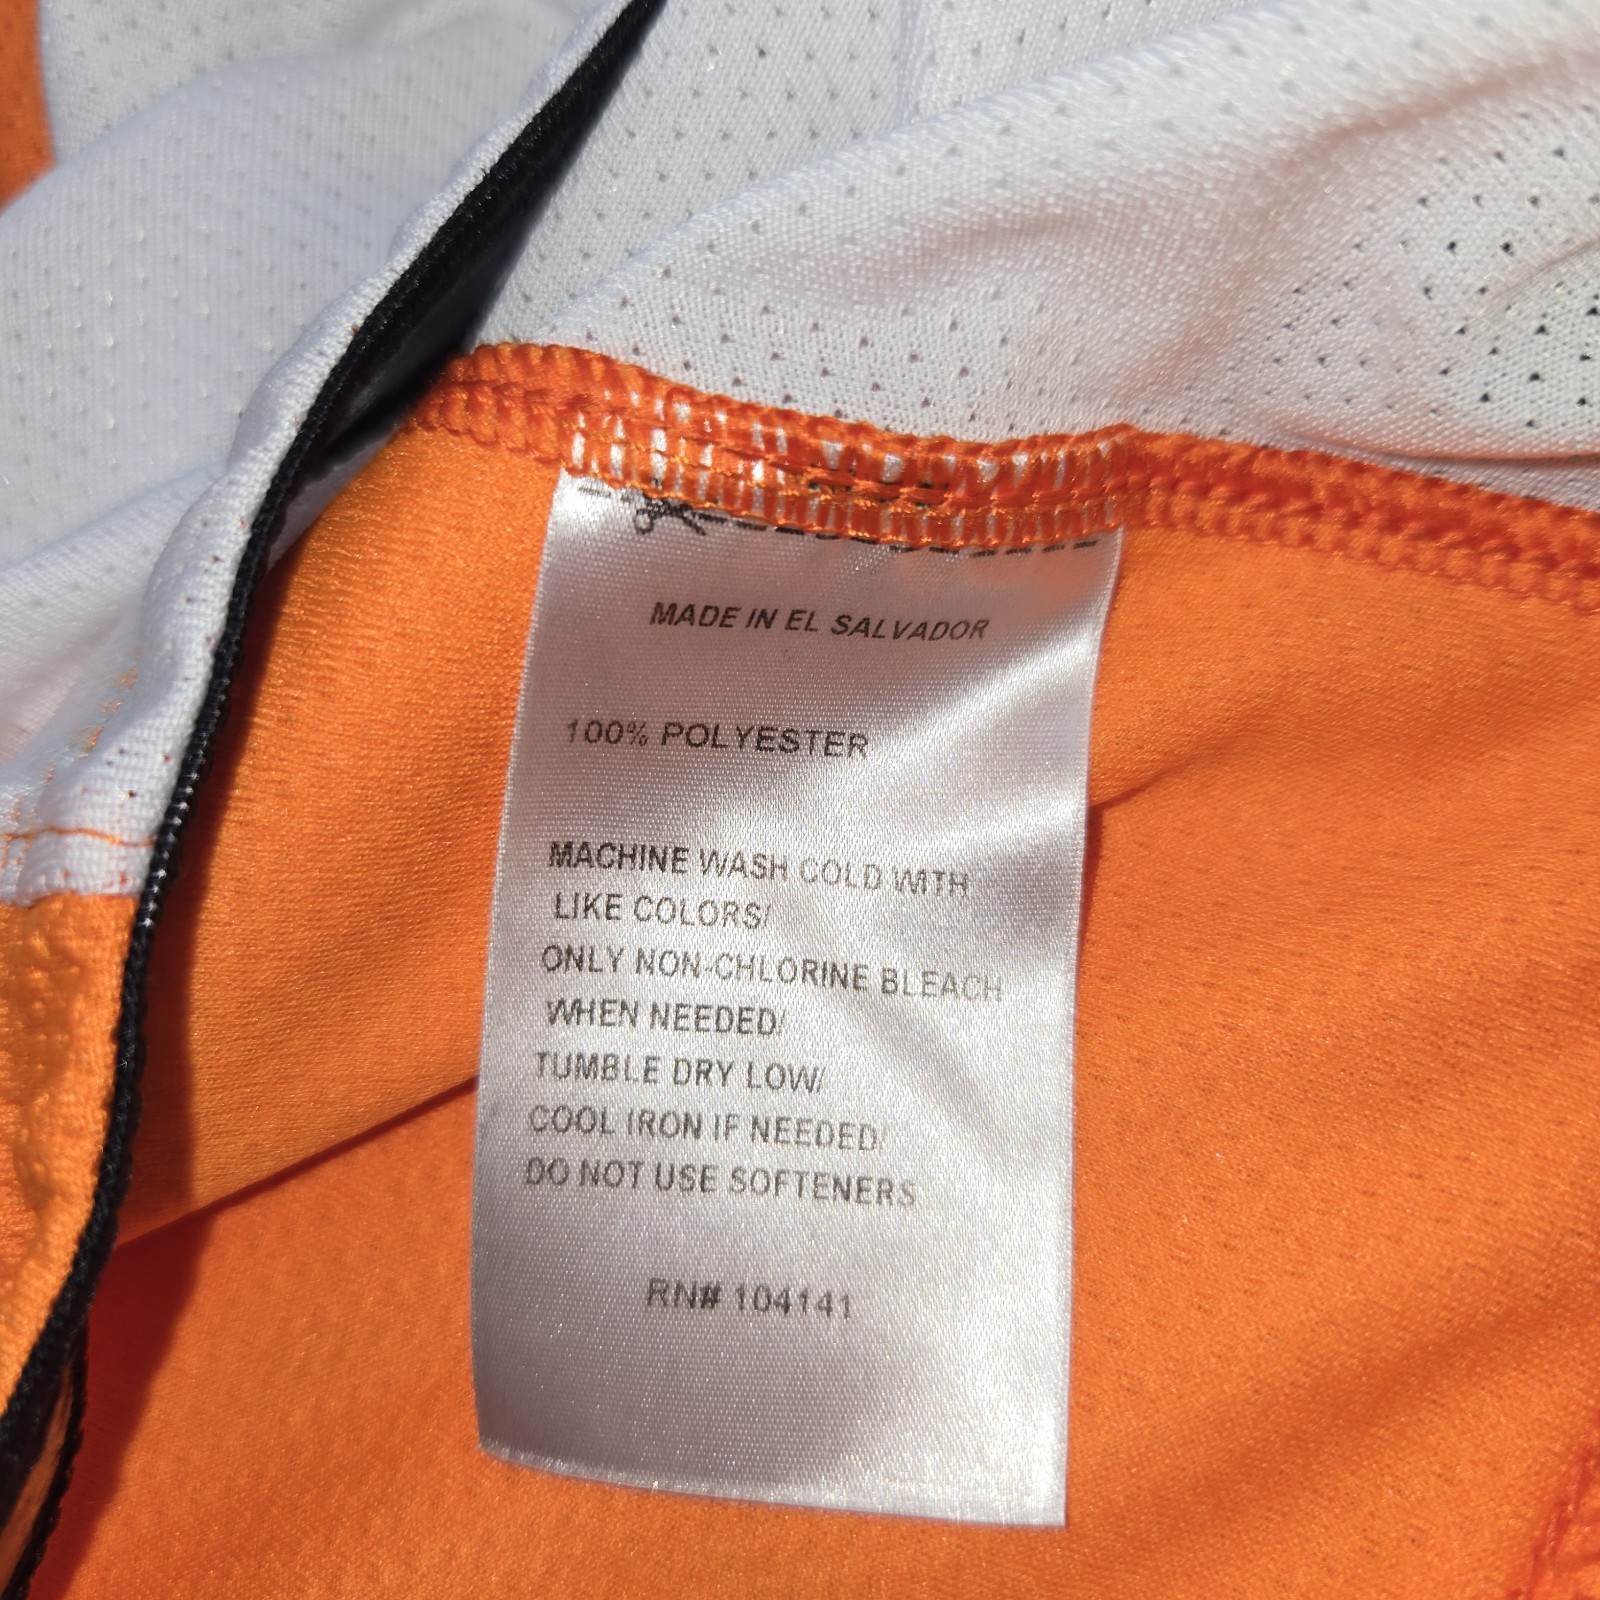 MADE IN EL SALVADOR
100% POLYESTER
MACHINE WASH COLD WITH
LIKE COLORS/
ONLY NON-CHLORINE BLEACH
WHEN NEEDED/
TUMBLE DRY LOW/
COOL IRON IF NEEDED/
DO NOT USE SOFTENERS
RN# 104141